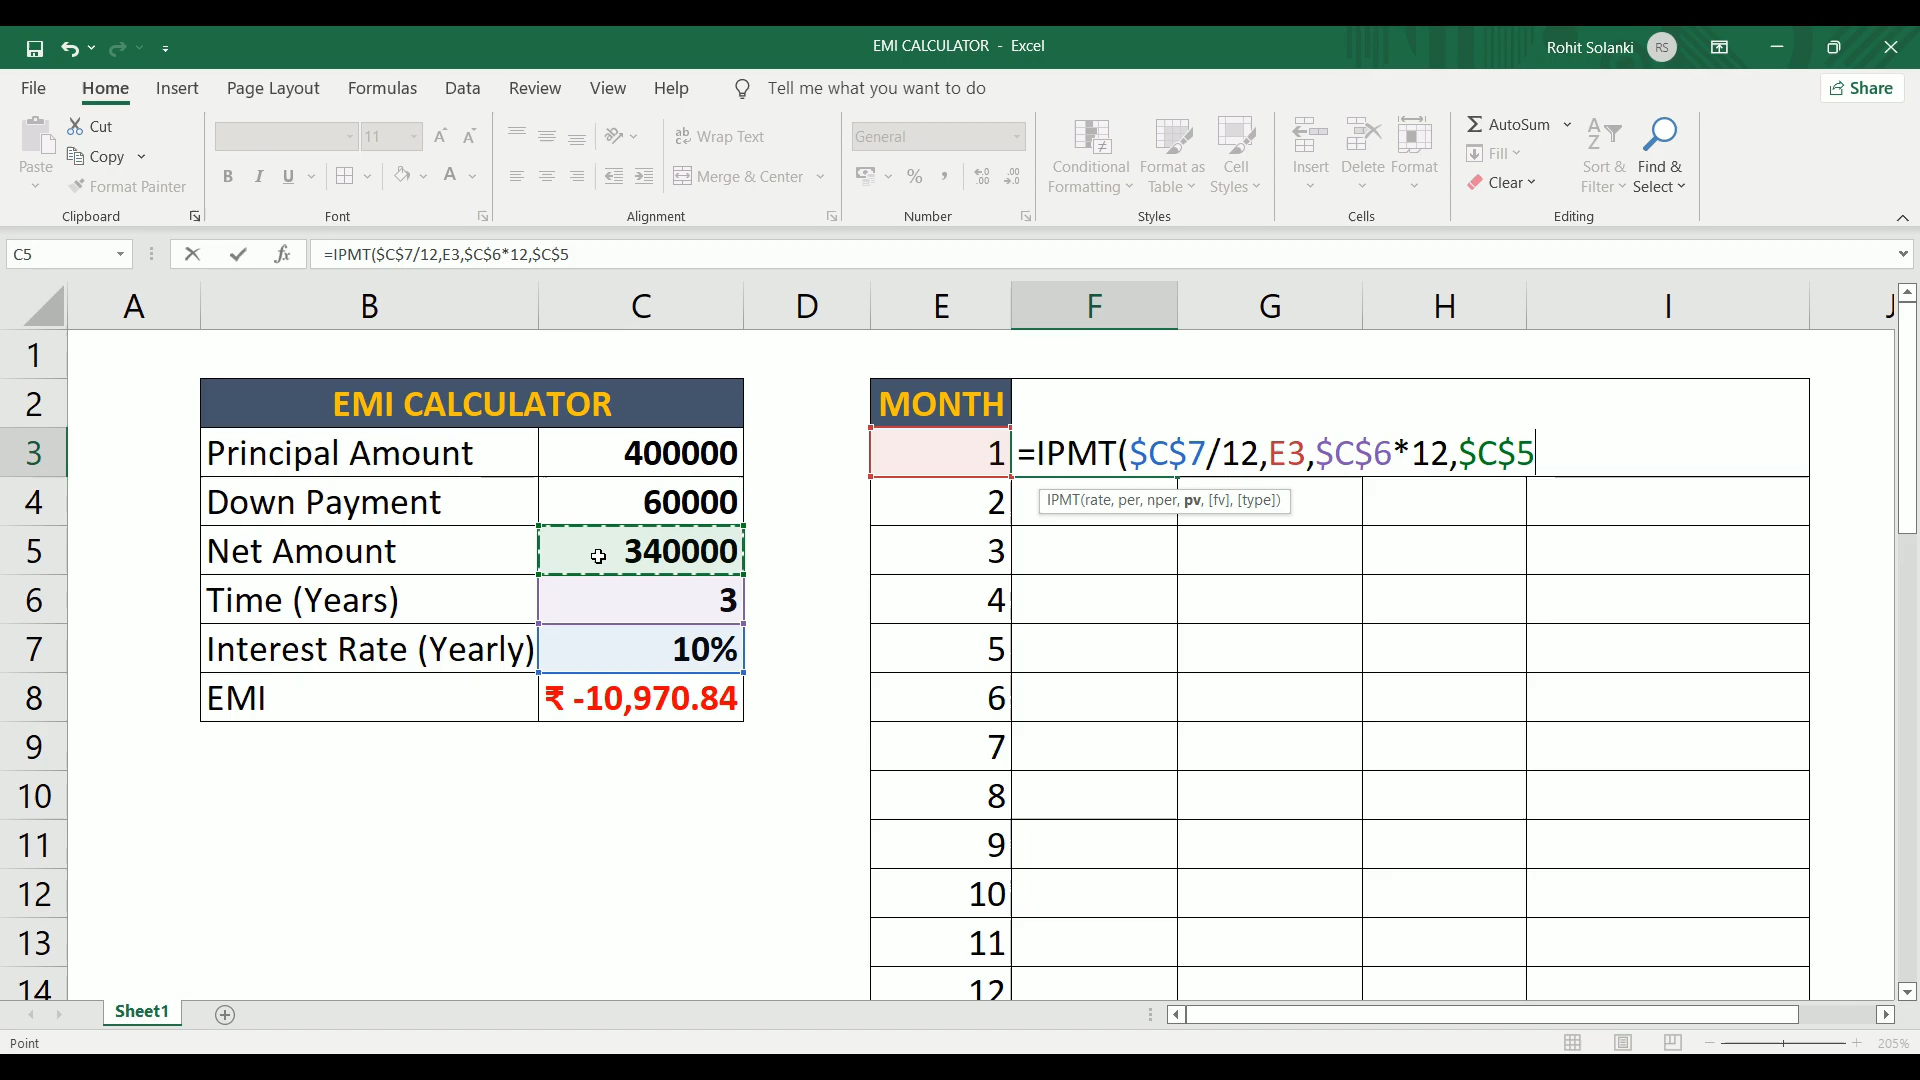 EMI CALCULATOR - Excel
Rohit Solanki RS
File Home Insert Page Layout Formulas Data Review View Help Tell me what you want to do
Share
Paste
Cut
Copy
Format Painter
Clipboard
11
B I U
Font
Wrap Text
Merge & Center
Alignment
General
%
Number
Conditional Formatting
Format as Table
Cell Styles
Styles
Insert Delete Format
Cells
AutoSum
Fill
Clear
Sort & Filter
Find & Select
Editing
C5
fx
=IPMT($C$7/12,E3,$C$6*12,$C$5
A B C D E F G H I J
1
2 EMI CALCULATOR MONTH
3 Principal Amount 400000 1 =IPMT($C$7/12,E3,$C$6*12,$C$5
4 Down Payment 60000 2 IPMT(rate, per, nper, pv, [fv], [type])
5 Net Amount 340000 3
6 Time (Years) 3 4
7 Interest Rate (Yearly) 10% 5
8 EMI ₹ -10,970.84 6
9 7
10 8
11 9
12 10
13 11
14 12
Sheet1
Point
205%